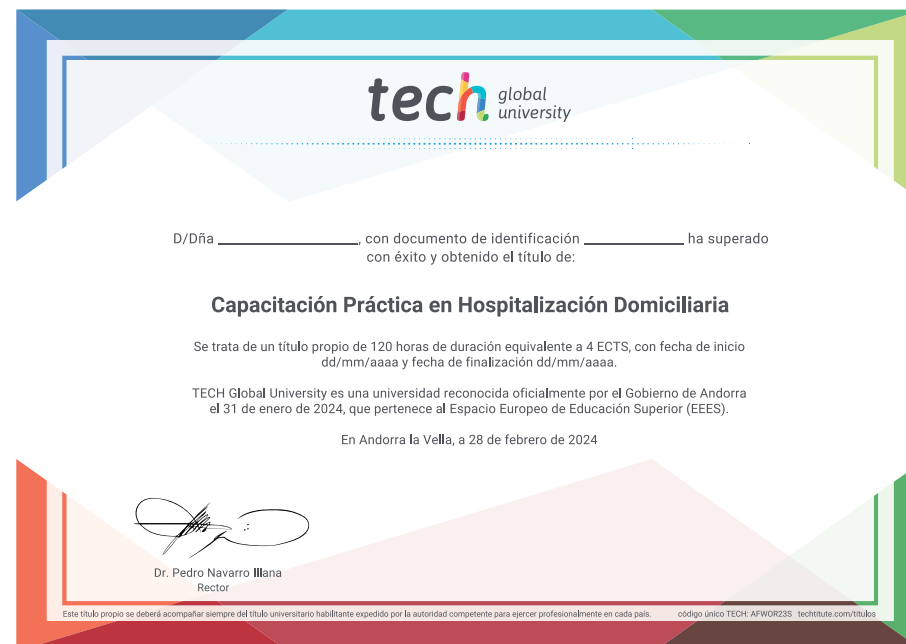 tech global
university
D/Dña ______________, con documento de identificación __________ ha superado
con éxito y obtenido el título de:
Capacitación Práctica en Hospitalización Domiciliaria
Se trata de un título propio de 120 horas de duración equivalente a 4 ECTS, con fecha de inicio
dd/mm/aaaa y fecha de finalización dd/mm/aaaa.
TECH Global University es una universidad reconocida oficialmente por el Gobierno de Andorra
el 31 de enero de 2024, que pertenece al Espacio Europeo de Educación Superior (EEES).
En Andorra la Vella, a 28 de febrero de 2024
Dr. Pedro Navarro Illana
Rector
Este título propio se deberá acompañar siempre del título universitario habilitante expedido por la autoridad competente para ejercer profesionalmente en cada país. código único TECH: AFWOR23S techtitute.com/titulos